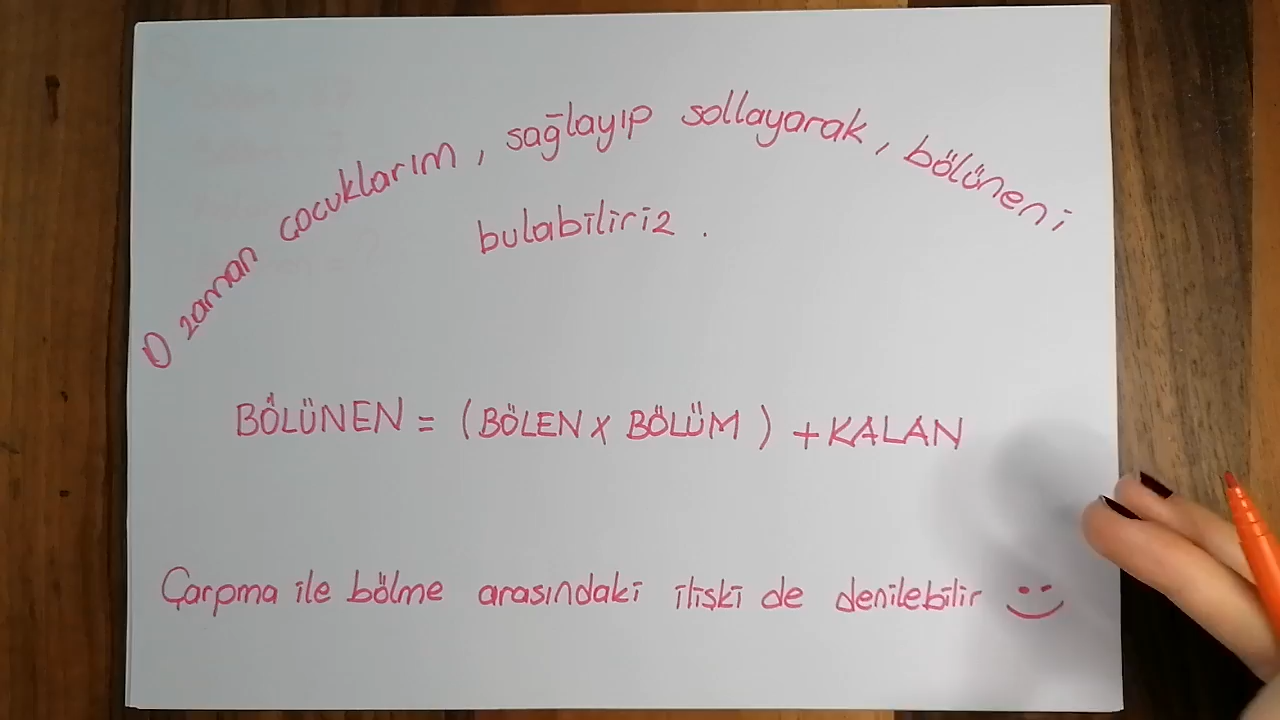 O zaman çocuklarım, sağlayıp sollayarak, bölüneni
bulabiliriz.
BÖLÜNEN = (BÖLEN x BÖLÜM) + KALAN
Çarpma ile bölme arasındaki ilişki de denilebilir